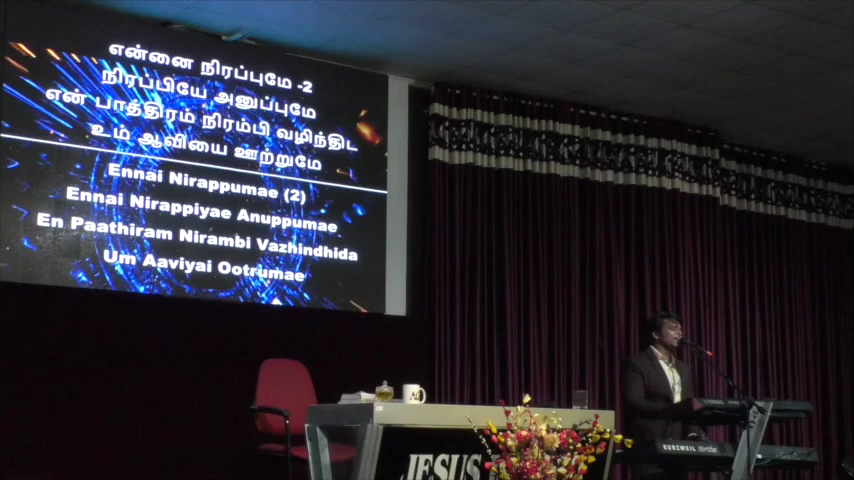 என்னை நிரப்புமே -2
நிரப்பியே அனுப்புமே
என் பாத்திரம் நிரம்பி வழிந்திட
உம் ஆவியை ஊற்றுமே
Ennai Nirappumae (2)
Ennai Nirappiyae Anuppumae
En Paathiram Nirambi Vazhindhida
Um Aaviyai Ootrumae
JESUS
KURZWEIL